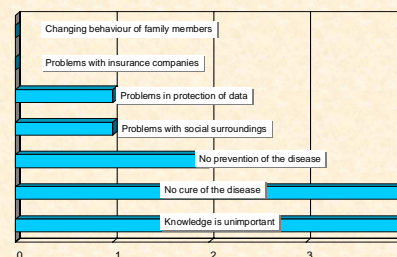 Changing behaviour of family members
Problems with insurance companies
Problems in protection of data
Problems with social surroundings
No prevention of the disease
No cure of the disease
Knowledge is unimportant
0 1 2 3